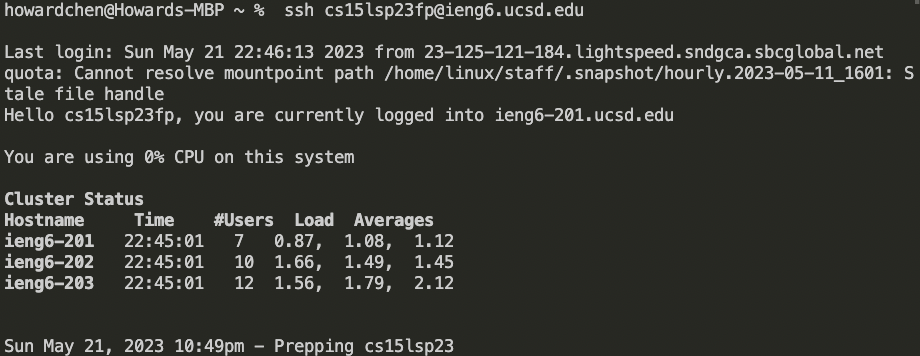 howardchen@Howards-MBP ~ %  ssh cs15lsp23fp@ieng6.ucsd.edu
Last login: Sun May 21 22:46:13 2023 from 23-125-121-184.lightspeed.sndgca.sbcglobal.net
quota: Cannot resolve mountpoint path /home/linux/staff/.snapshot/hourly.2023-05-11_1601: S
tale file handle
Hello cs15lsp23fp, you are currently logged into ieng6-201.ucsd.edu
You are using 0% CPU on this system
Cluster Status
Hostname     Time    #Users  Load  Averages
ieng6-201   22:45:01   7   0.87,  1.08,  1.12
ieng6-202   22:45:01   10  1.66,  1.49,  1.45
ieng6-203   22:45:01   12  1.56,  1.79,  2.12
Sun May 21, 2023 10:49pm - Prepping cs15lsp23